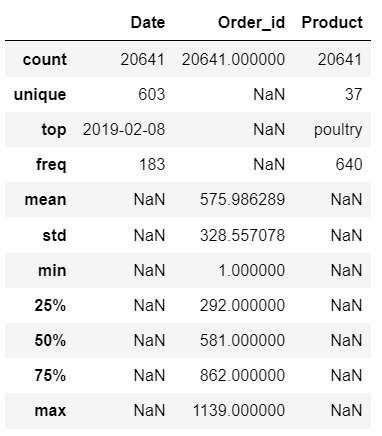 Date Order_id Product
count 20641 20641.000000 20641
unique 603 NaN 37
top 2019-02-08 NaN poultry
freq 183 NaN 640
mean NaN 575.986289 NaN
std NaN 328.557078 NaN
min NaN 1.000000 NaN
25% NaN 292.000000 NaN
50% NaN 581.000000 NaN
75% NaN 862.000000 NaN
max NaN 1139.000000 NaN